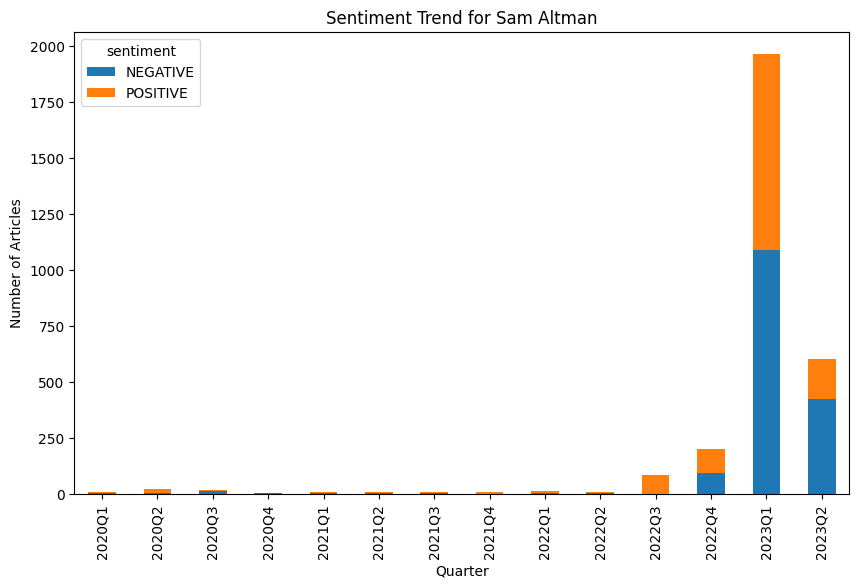 Sentiment Trend for Sam Altman
sentiment
NEGATIVE
POSITIVE
Number of Articles
2000
1750
1500
1250
1000
750
500
250
0
2020Q1
2020Q2
2020Q3
2020Q4
2021Q1
2021Q2
2021Q3
2021Q4
2022Q1
2022Q2
2022Q3
2022Q4
2023Q1
2023Q2
Quarter